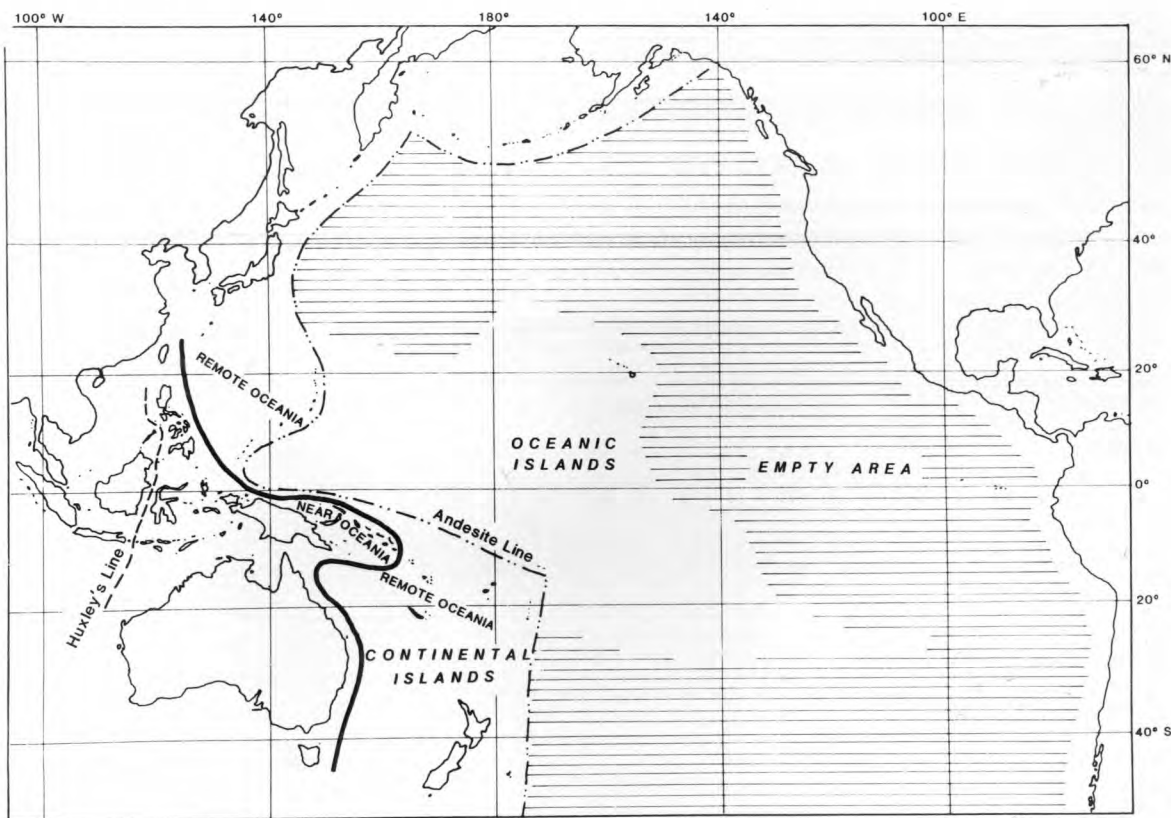 100° W 140° 180° 140° 100° E
60° N
40°
REMOTE OCEANIA
20°
OCEANIC
ISLANDS
EMPTY AREA
0°
NEAR OCEANIA
Andesite Line
Huxley's Line
REMOTE OCEANIA
20°
CONTINENTAL
ISLANDS
40° S